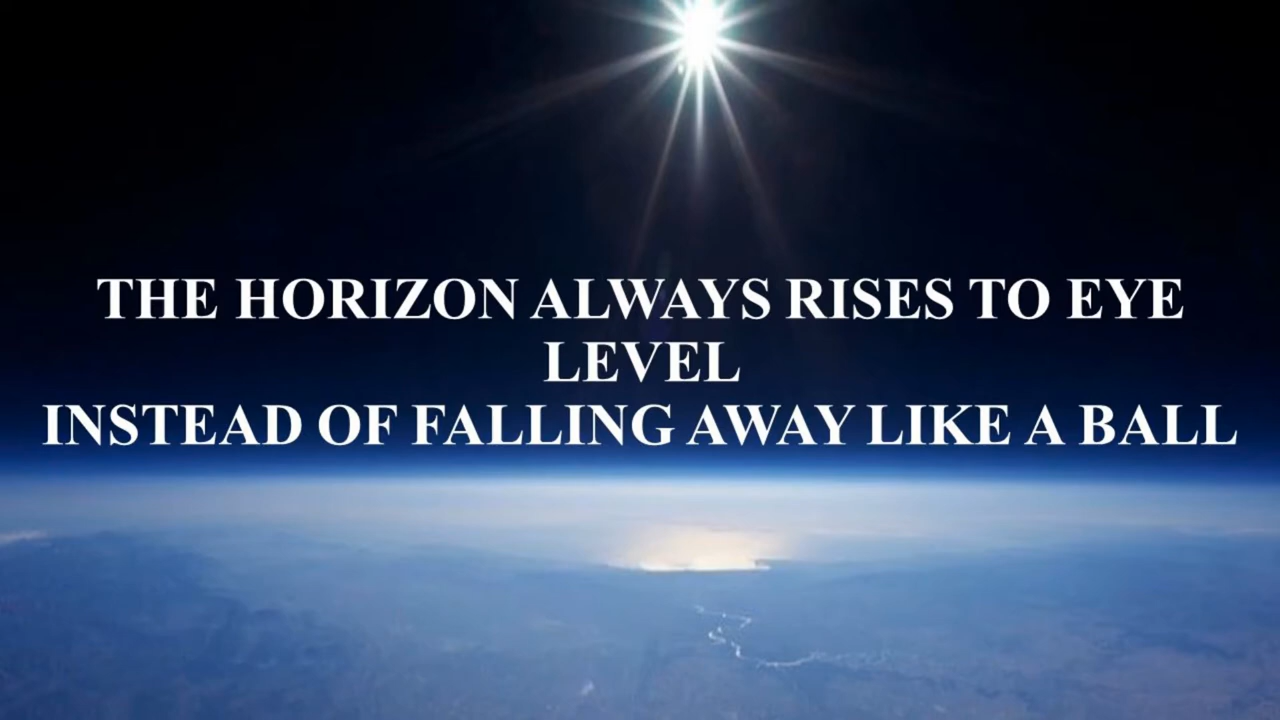 THE HORIZON ALWAYS RISES TO EYE
LEVEL
INSTEAD OF FALLING AWAY LIKE A BALL